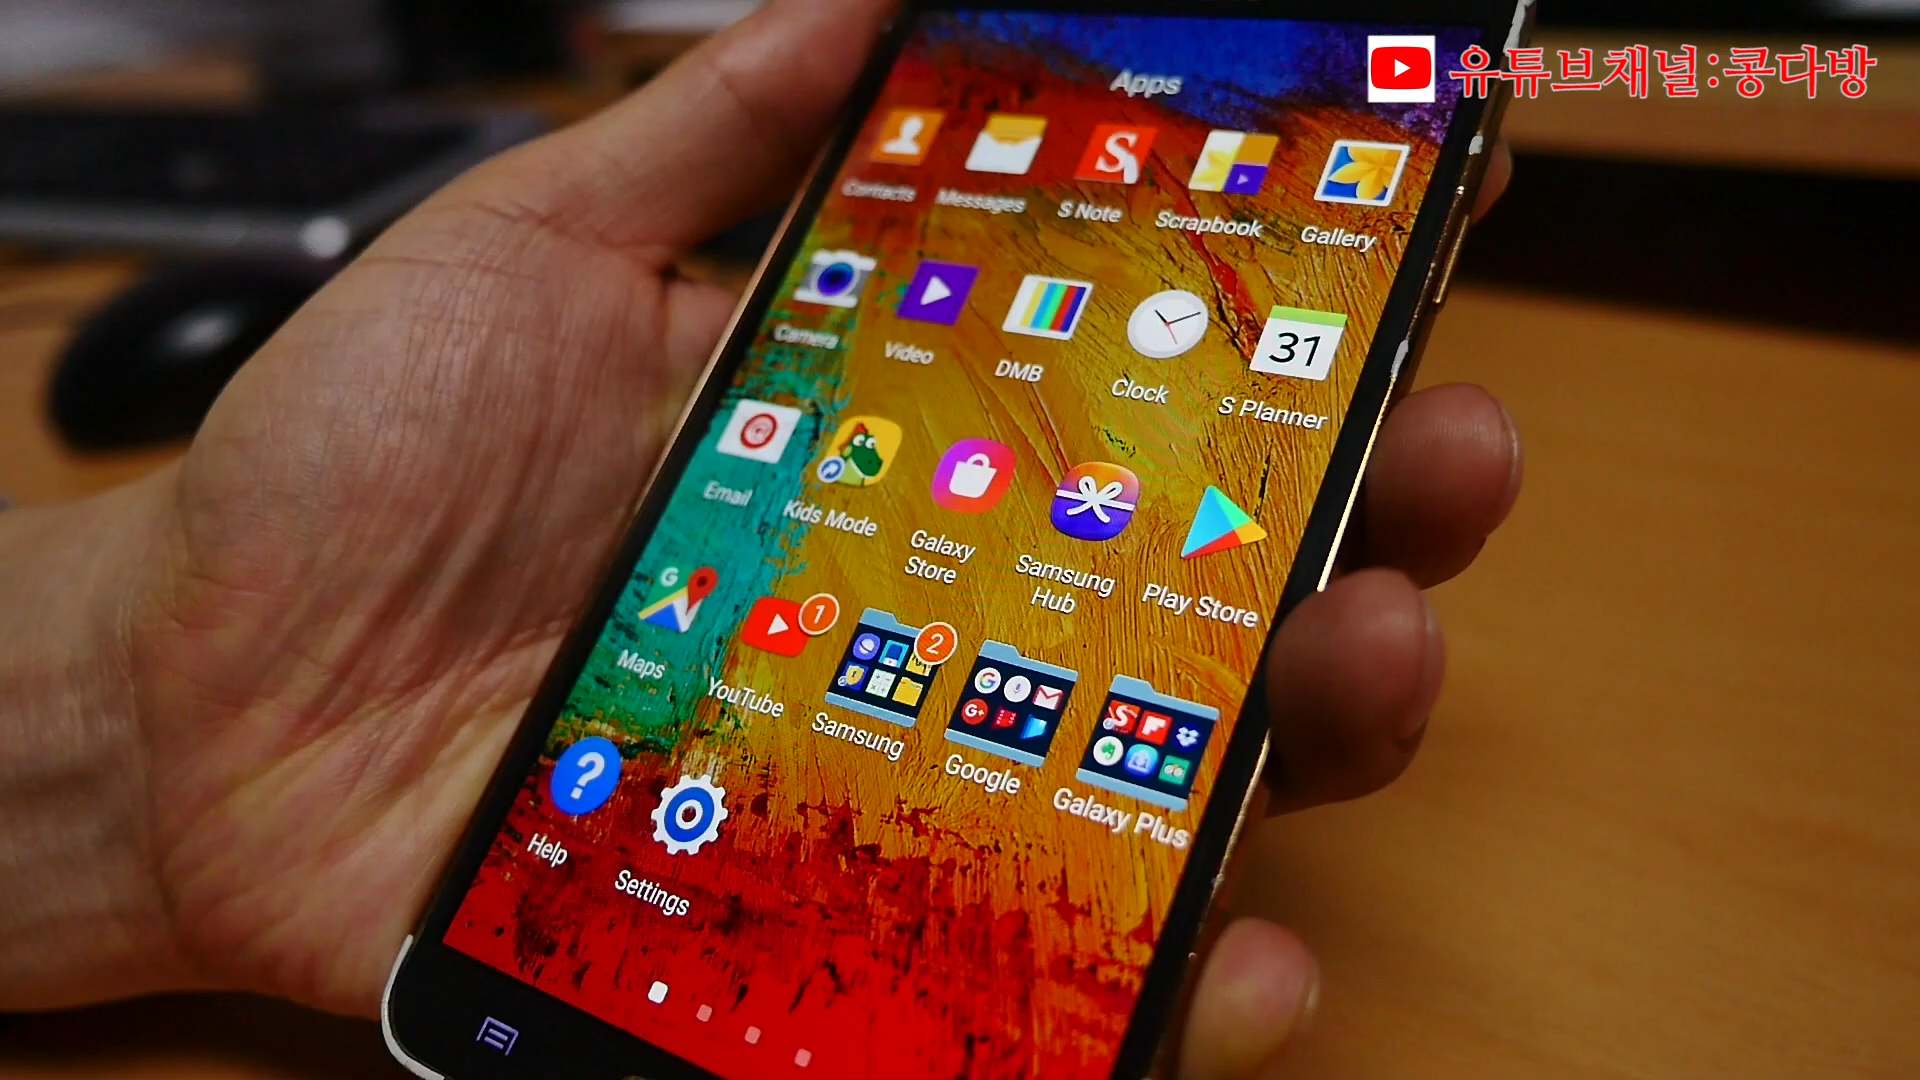 유튜브채널:콩다방
Apps
Contacts
Messages
S Note
Scrapbook
Gallery
Camera
Video
DMB
Clock
31
S Planner
Email
Kids Mode
Galaxy
Store
Samsung
Hub
Play Store
Maps
1
YouTube
2
Samsung
Google
Galaxy Plus
Help
Settings